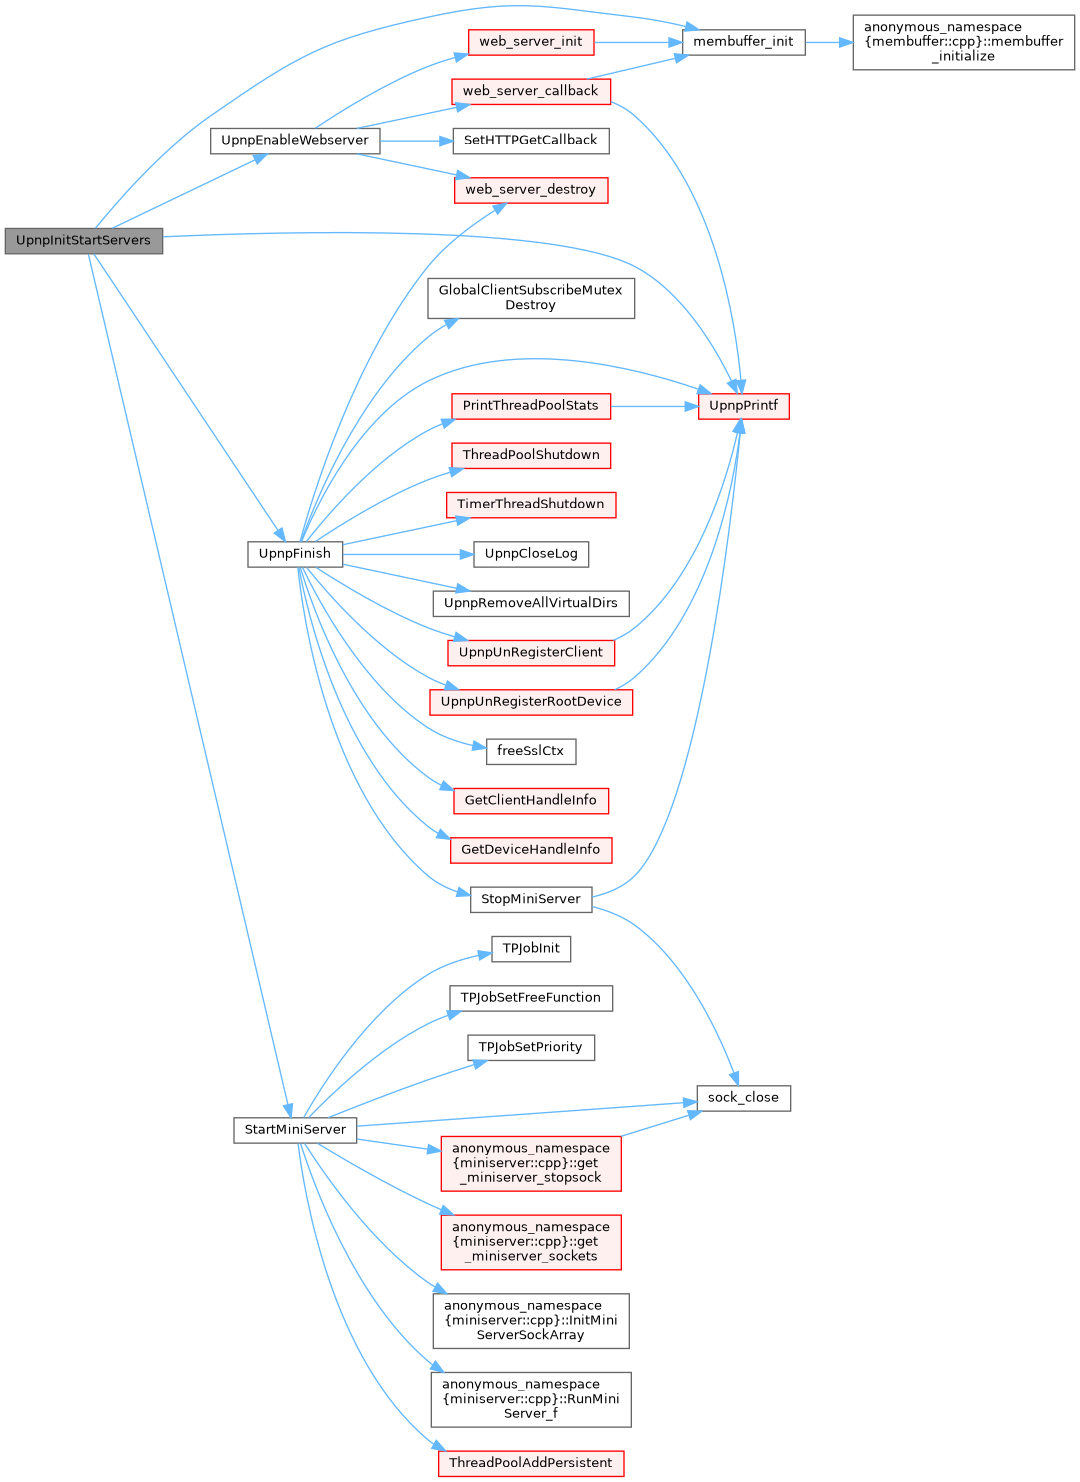 anonymous_namespace
{membuffer::cpp}::membuffer
_initialize
web_server_init
membuffer_init
web_server_callback
UpnpEnableWebserver
SetHTTPGetCallback
web_server_destroy
UpnpInitStartServers
GlobalClientSubscribeMutex
Destroy
PrintThreadPoolStats
UpnpPrintf
ThreadPoolShutdown
TimerThreadShutdown
UpnpFinish
UpnpCloseLog
UpnpRemoveAllVirtualDirs
UpnpUnRegisterClient
UpnpUnRegisterRootDevice
freeSslCtx
GetClientHandleInfo
GetDeviceHandleInfo
StopMiniServer
TPJobInit
TPJobSetFreeFunction
TPJobSetPriority
sock_close
StartMiniServer
anonymous_namespace
{miniserver::cpp}::get
_miniserver_stopsock
anonymous_namespace
{miniserver::cpp}::get
_miniserver_sockets
anonymous_namespace
{miniserver::cpp}::InitMini
ServerSockArray
anonymous_namespace
{miniserver::cpp}::RunMini
Server_f
ThreadPoolAddPersistent